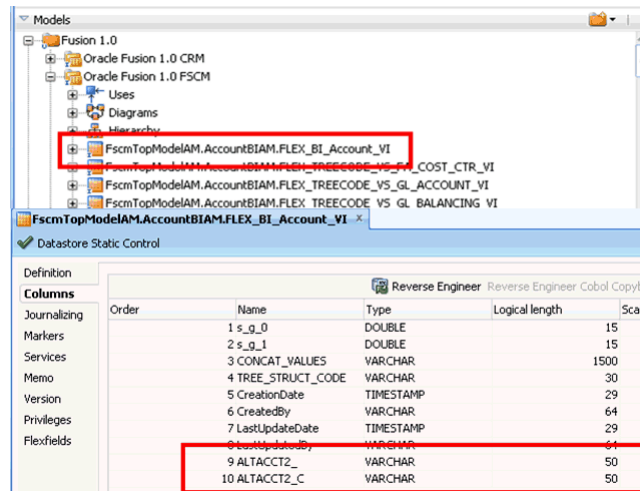 Models
Fusion 1.0
Oracle Fusion 1.0 CRM
Oracle Fusion 1.0 FSCM
Uses
Diagrams
Hierarchy
FscmTopModelAM.AccountBIAM.FLEX_BI_Account_VI
FscmTopModelAM.AccountBIAM.FLEX_TREECODE_VS_FA_COST_CTR_VI
FscmTopModelAM.AccountBIAM.FLEX_TREECODE_VS_GL_ACCOUNT_VI
FscmTopModelAM.AccountBIAM.FLEX_TREECODE_VS_GL_BALANCING_VI
FscmTopModelAM.AccountBIAM.FLEX_BI_Account_VI
Datastore Static Control
Definition
Columns
Journalizing
Markers
Services
Memo
Version
Privileges
Flexfields
Reverse Engineer Reverse Engineer Cobol Copyb
Order Name Type Logical length Sca
1 s_g_0 DOUBLE 15
2 s_g_1 DOUBLE 15
3 CONCAT_VALUES VARCHAR 1500
4 TREE_STRUCT_CODE VARCHAR 30
5 CreationDate TIMESTAMP 29
6 CreatedBy VARCHAR 64
7 LastUpdateDate TIMESTAMP 29
8 LastUpdatedBy VARCHAR 64
9 ALTACCT2_ VARCHAR 50
10 ALTACCT2_C VARCHAR 50